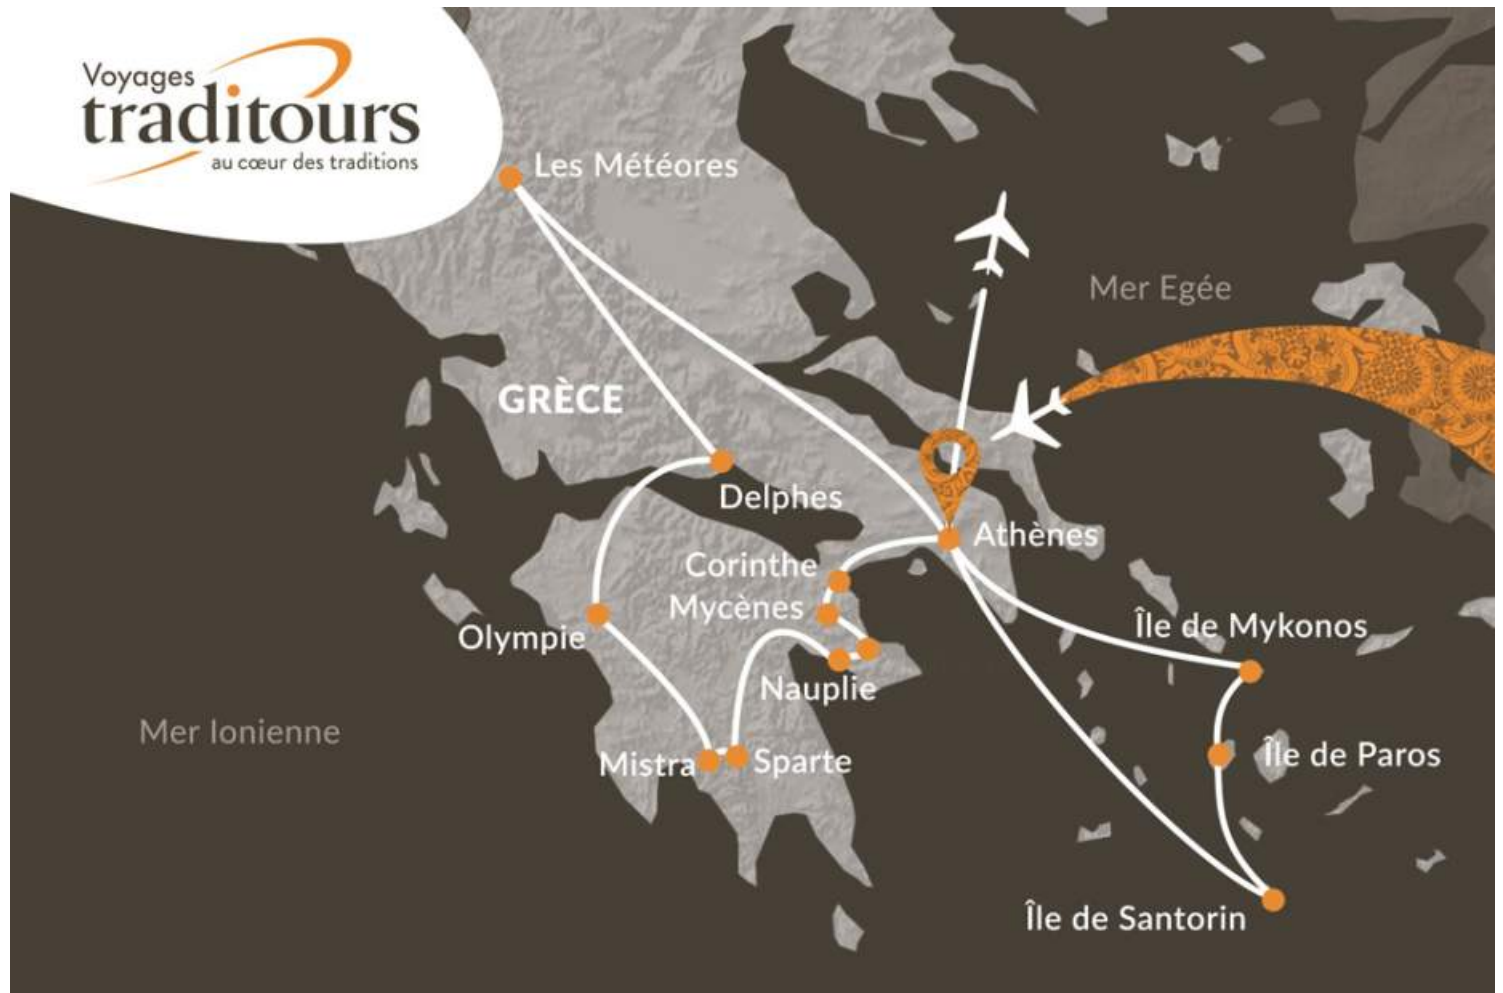 Voyages
traditours
au cœur des traditions
Les Météores
Mer Egée
GRÈCE
Delphes
Athènes
Corinthe
Mycènes
Île de Mykonos
Olympie
Nauplie
Mer Ionienne
Mistra
Sparte
Île de Paros
Île de Santorin